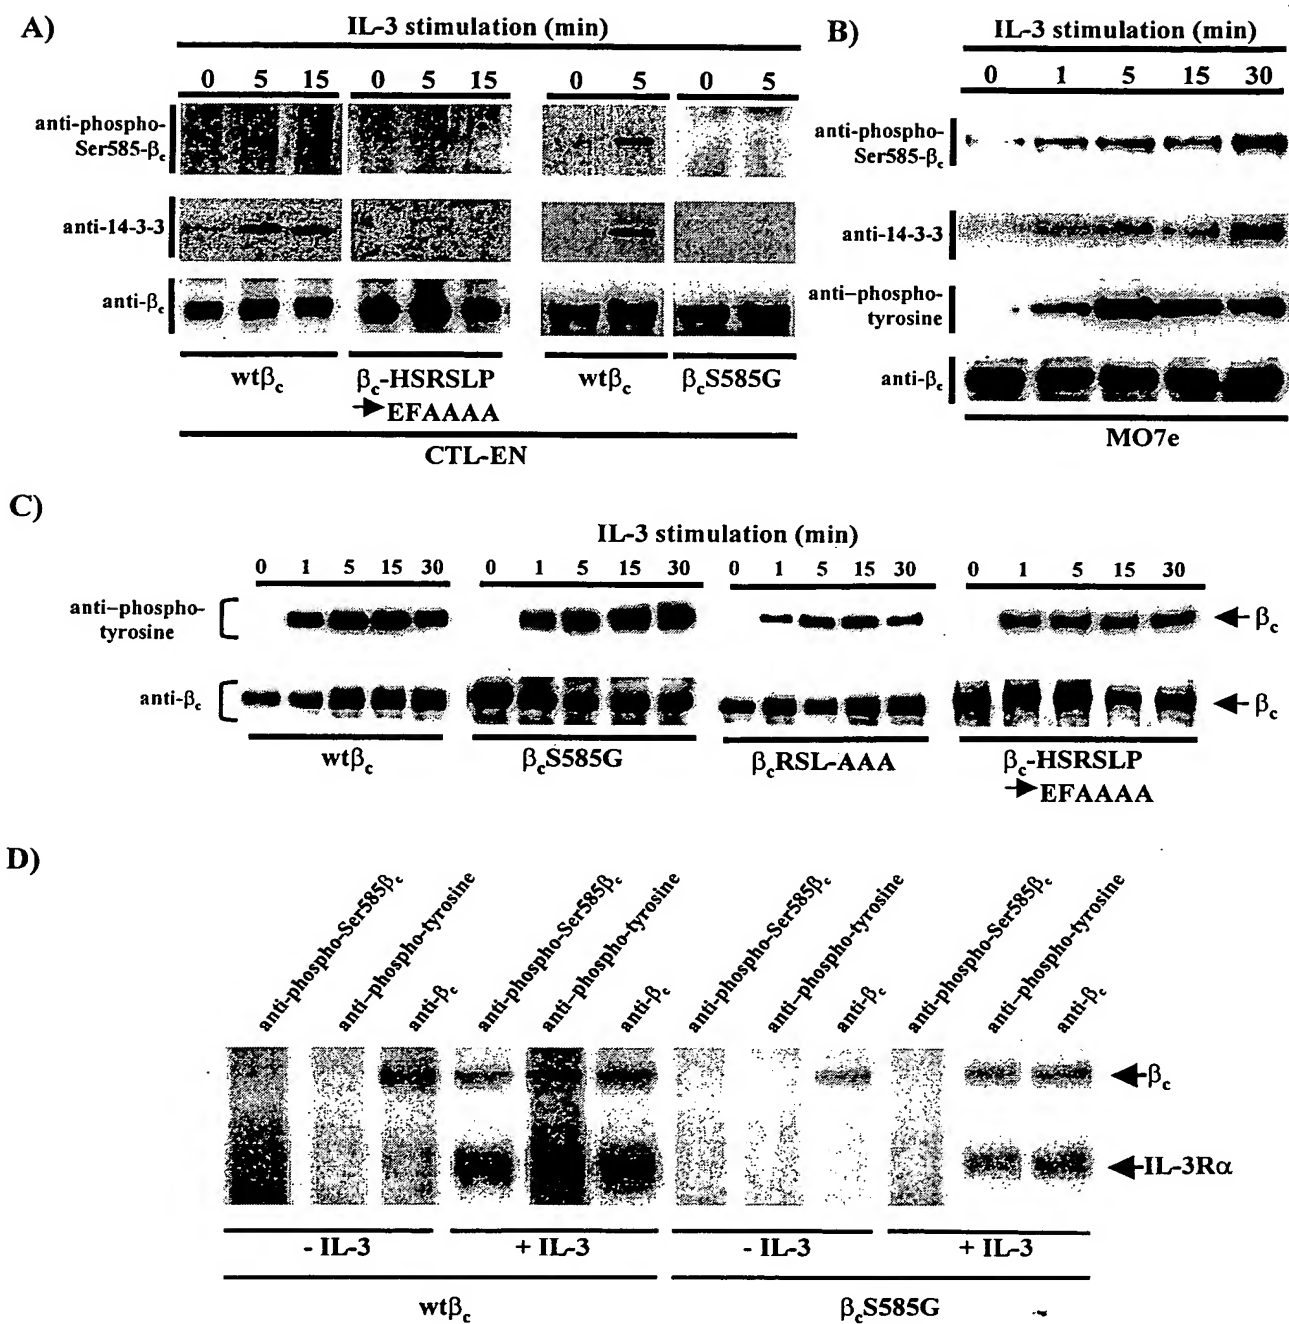 A)
IL-3 stimulation (min)
0 5 15 0 5 15 0 5 0 5
anti-phospho-
Ser585-βc
anti-14-3-3
anti-βc
wtβc βc-HSRSLP wtβc βcS585G
→EFAAAA
CTL-EN
B)
IL-3 stimulation (min)
0 1 5 15 30
anti-phospho-
Ser585-βc
anti-14-3-3
anti-phospho-
tyrosine
anti-βc
MO7e
C)
IL-3 stimulation (min)
0 1 5 15 30 0 1 5 15 30 0 1 5 15 30 0 1 5 15 30
anti-phospho-
tyrosine
βc
anti-βc
βc
wtβc βcS585G βcRSL-AAA βc-HSRSLP
→EFAAAA
D)
anti-phospho-Ser585βc anti-phospho-tyrosine anti-βc anti-phospho-Ser585βc anti-phospho-tyrosine anti-βc anti-phospho-Ser585βc anti-phospho-tyrosine anti-βc anti-phospho-Ser585βc anti-phospho-tyrosine anti-βc
βc
IL-3Rα
- IL-3 + IL-3 - IL-3 + IL-3
wtβc βcS585G